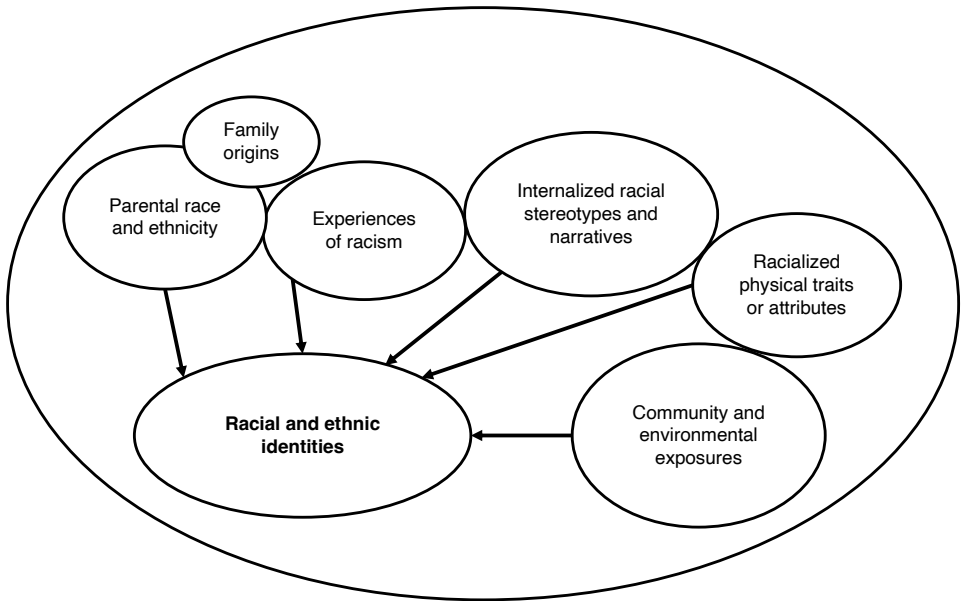 Family
origins
Parental race
and ethnicity
Experiences
of racism
Internalized racial
stereotypes and
narratives
Racialized
physical traits
or attributes
Racial and ethnic
identities
Community and
environmental
exposures